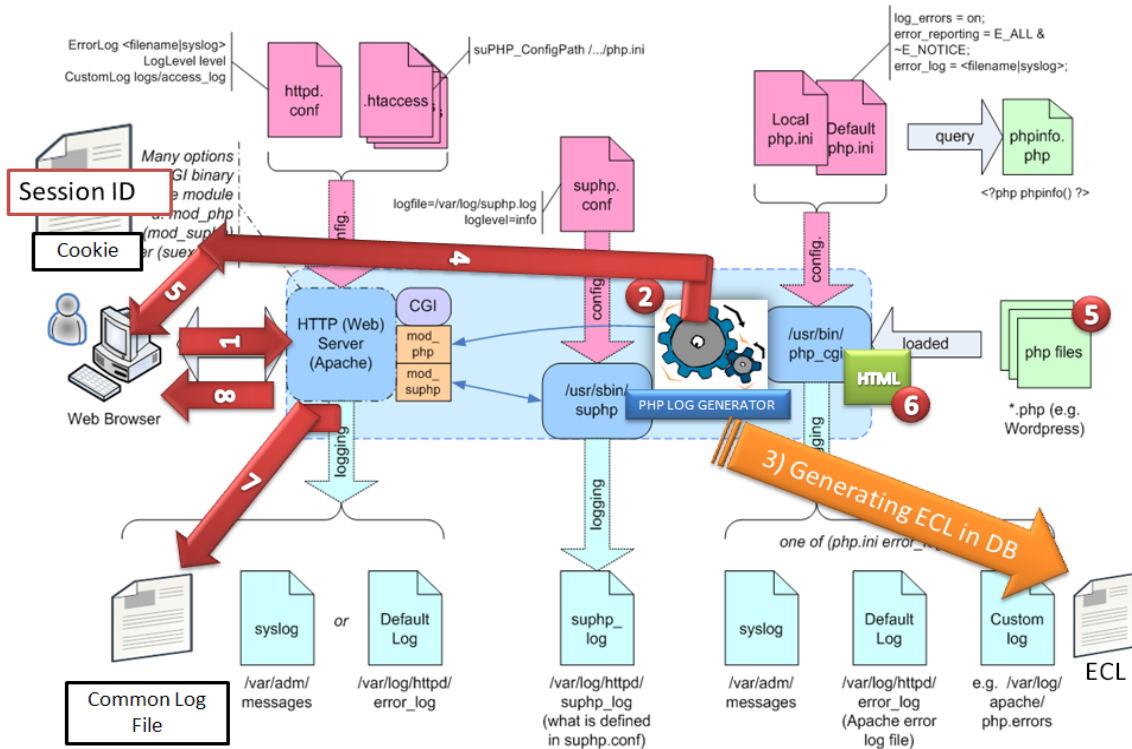 ErrorLog <filename|syslog>
LogLevel level
CustomLog logs/access_log
httpd.
conf
.htaccess
suPHP_ConfigPath /.../php.ini
log_errors = on;
error_reporting = E_ALL &
~E_NOTICE;
error_log = <filename|syslog>;
Local
php.ini
Default
php.ini
query
phpinfo.
php
<?php phpinfo() ?>
Many options
GI binary
module
mod_php
(mod_sup
er (suex
Session ID
Cookie
logfile=/var/log/suphp.log
loglevel=info
suphp.
conf
config.
config.
4
5
2
1
8
Web Browser
HTTP (Web)
Server
(Apache)
CGI
mod_
php
mod_
suphp
/usr/sbin/
suphp
PHP LOG GENERATOR
/usr/bin/
php_cgi
HTML
6
loaded
5
php files
*.php (e.g.
Wordpress)
7
logging
logging
3) Generating ECL in DB
one of (php.ini error_lo
Common Log
File
syslog
/var/adm/
messages
or
Default
Log
/var/log/httpd/
error_log
suphp_
log
/var/log/httpd/
suphp_log
(what is defined
in suphp.conf)
syslog
/var/adm/
messages
Default
Log
/var/log/httpd/
error_log
(Apache error
log file)
Custom
log
e.g. /var/log/
apache/
php.errors
ECL